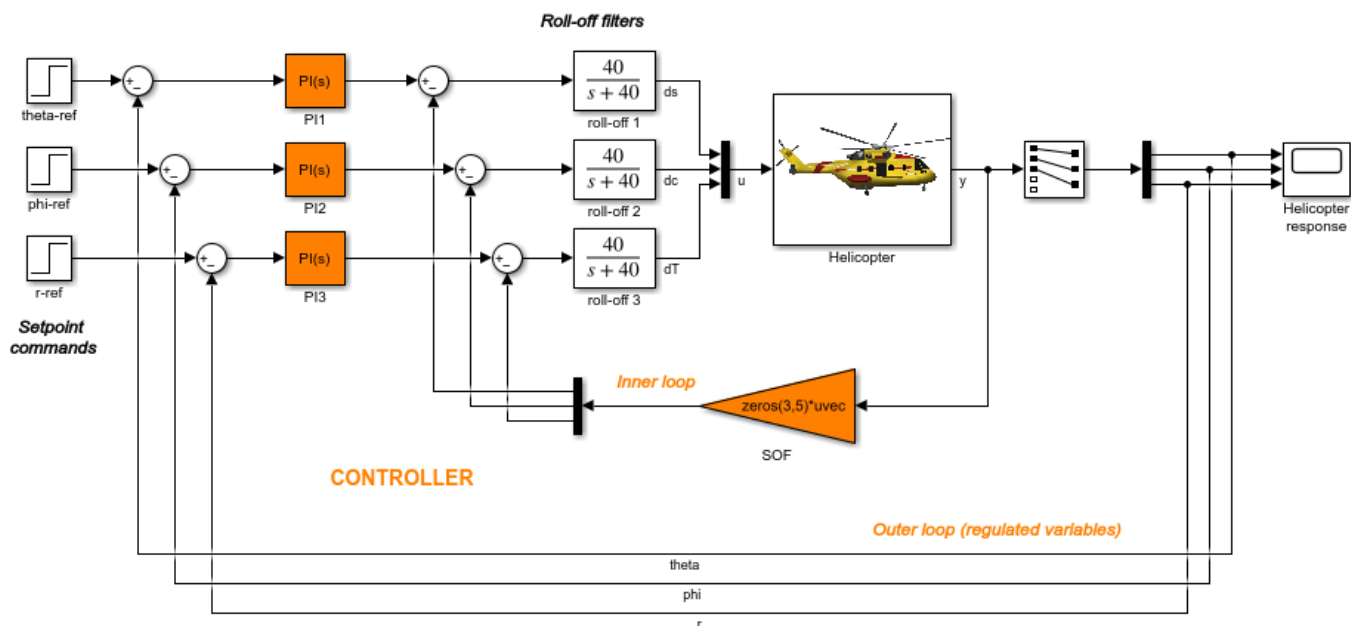 Roll-off filters
theta-ref
+
−
PI(s)
PI1
+
−
40
s + 40
roll-off 1
ds
phi-ref
+
−
PI(s)
PI2
+
−
40
s + 40
roll-off 2
dc
u
Helicopter
y
Helicopter
response
r-ref
+
−
PI(s)
PI3
+
−
40
s + 40
roll-off 3
dT
Setpoint
commands
Inner loop
zeros(3,5)*uvec
SOF
CONTROLLER
Outer loop (regulated variables)
theta
phi
r